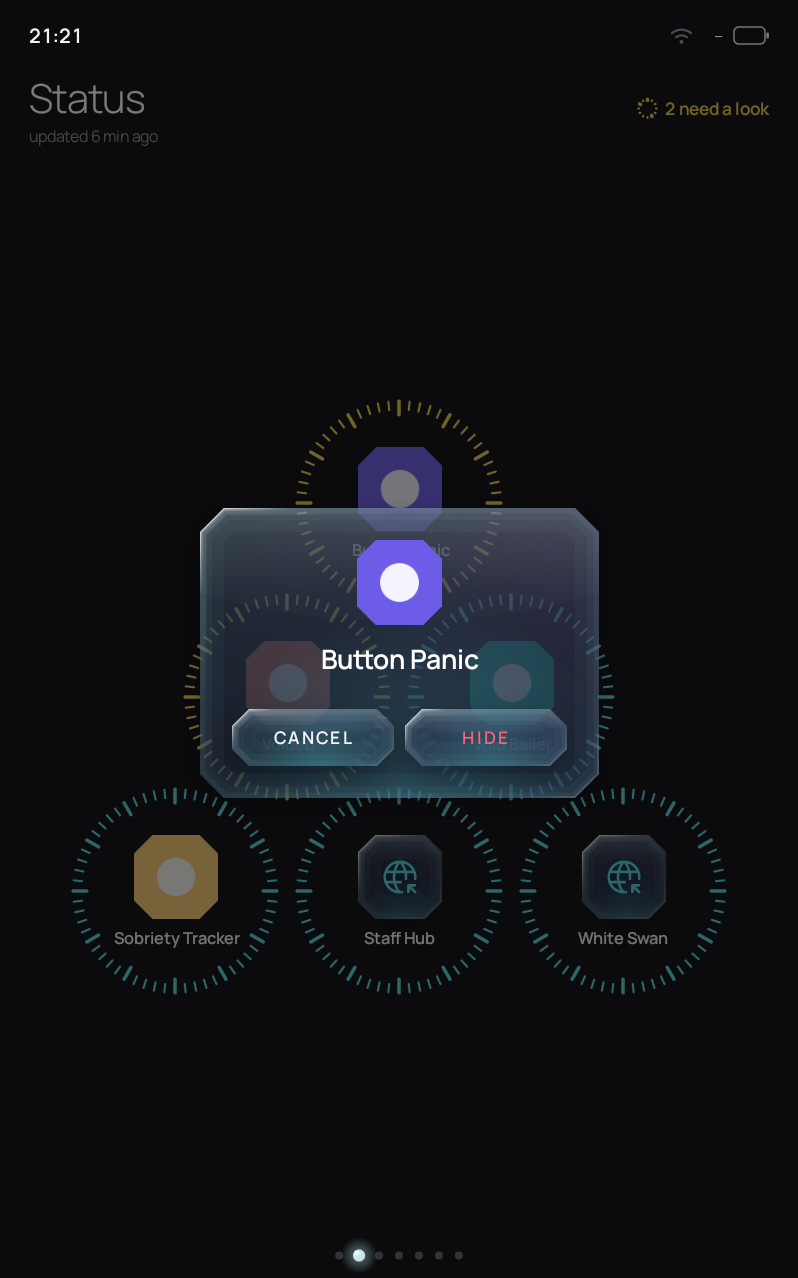 21:21
Status
2 need a look
updated 6 min ago
Button Panic
CANCEL
HIDE
Sobriety Tracker
Staff Hub
White Swan